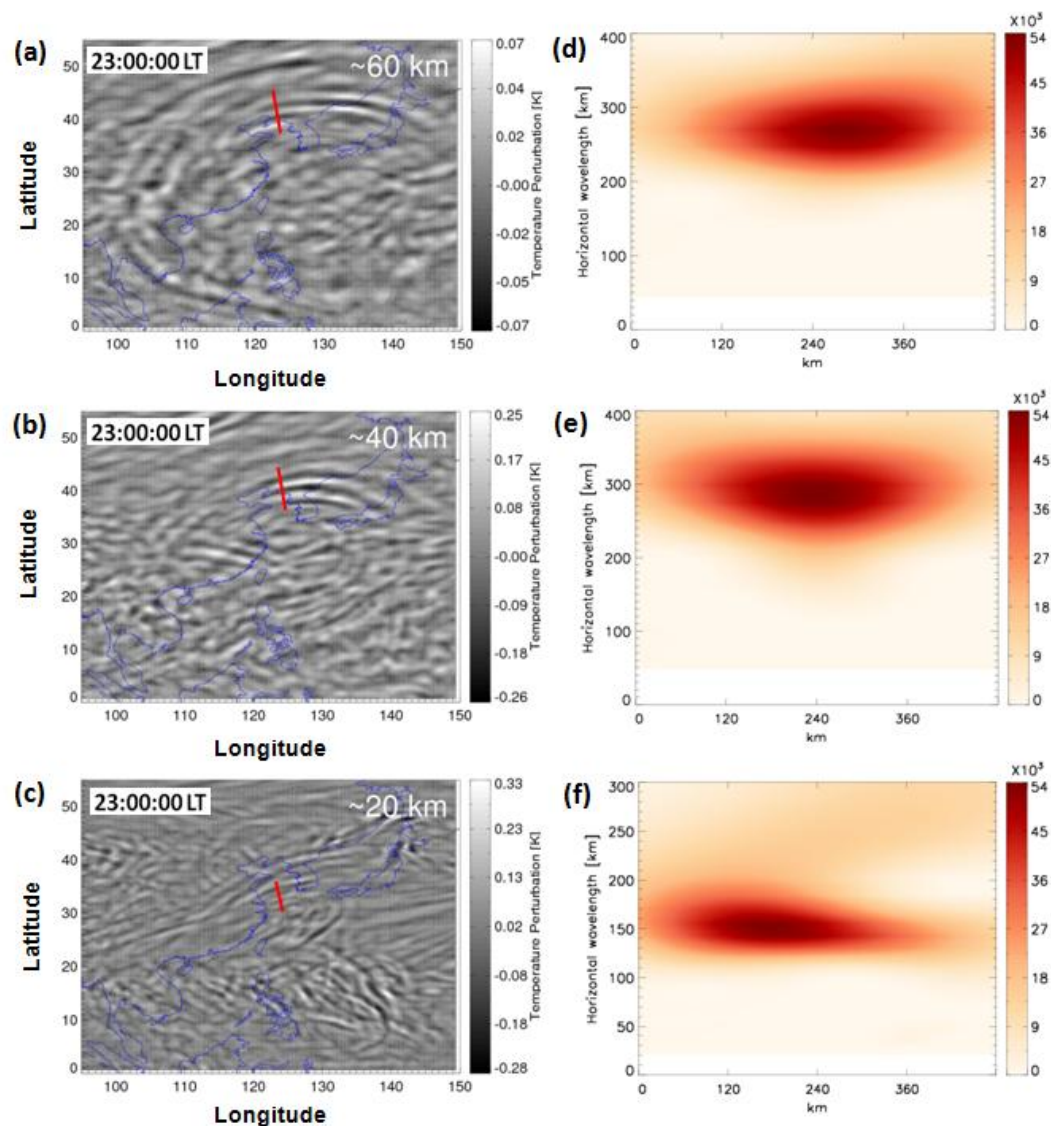 (a)
23:00:00 LT
~60 km
50
40
30
20
10
0
100 110 120 130 140 150
Latitude
Longitude
0.07
0.04
0.02
-0.00
-0.02
-0.05
-0.07
Temperature Perturbation [K]
(d)
400
300
200
100
0
0 120 240 360
Horizontal wavelength [km]
km
X10³
54
45
36
27
18
9
0
(b)
23:00:00 LT
~40 km
50
40
30
20
10
0
100 110 120 130 140 150
Latitude
Longitude
0.25
0.17
0.08
-0.00
-0.09
-0.18
-0.26
Temperature Perturbation [K]
(e)
400
300
200
100
0
0 120 240 360
Horizontal wavelength [km]
km
X10³
54
45
36
27
18
9
0
(c)
23:00:00 LT
~20 km
50
40
30
20
10
0
100 110 120 130 140 150
Latitude
Longitude
0.33
0.23
0.13
0.02
-0.08
-0.18
-0.28
Temperature Perturbation [K]
(f)
300
250
200
150
100
50
0 120 240 360
Horizontal wavelength [km]
km
X10³
54
45
36
27
18
9
0